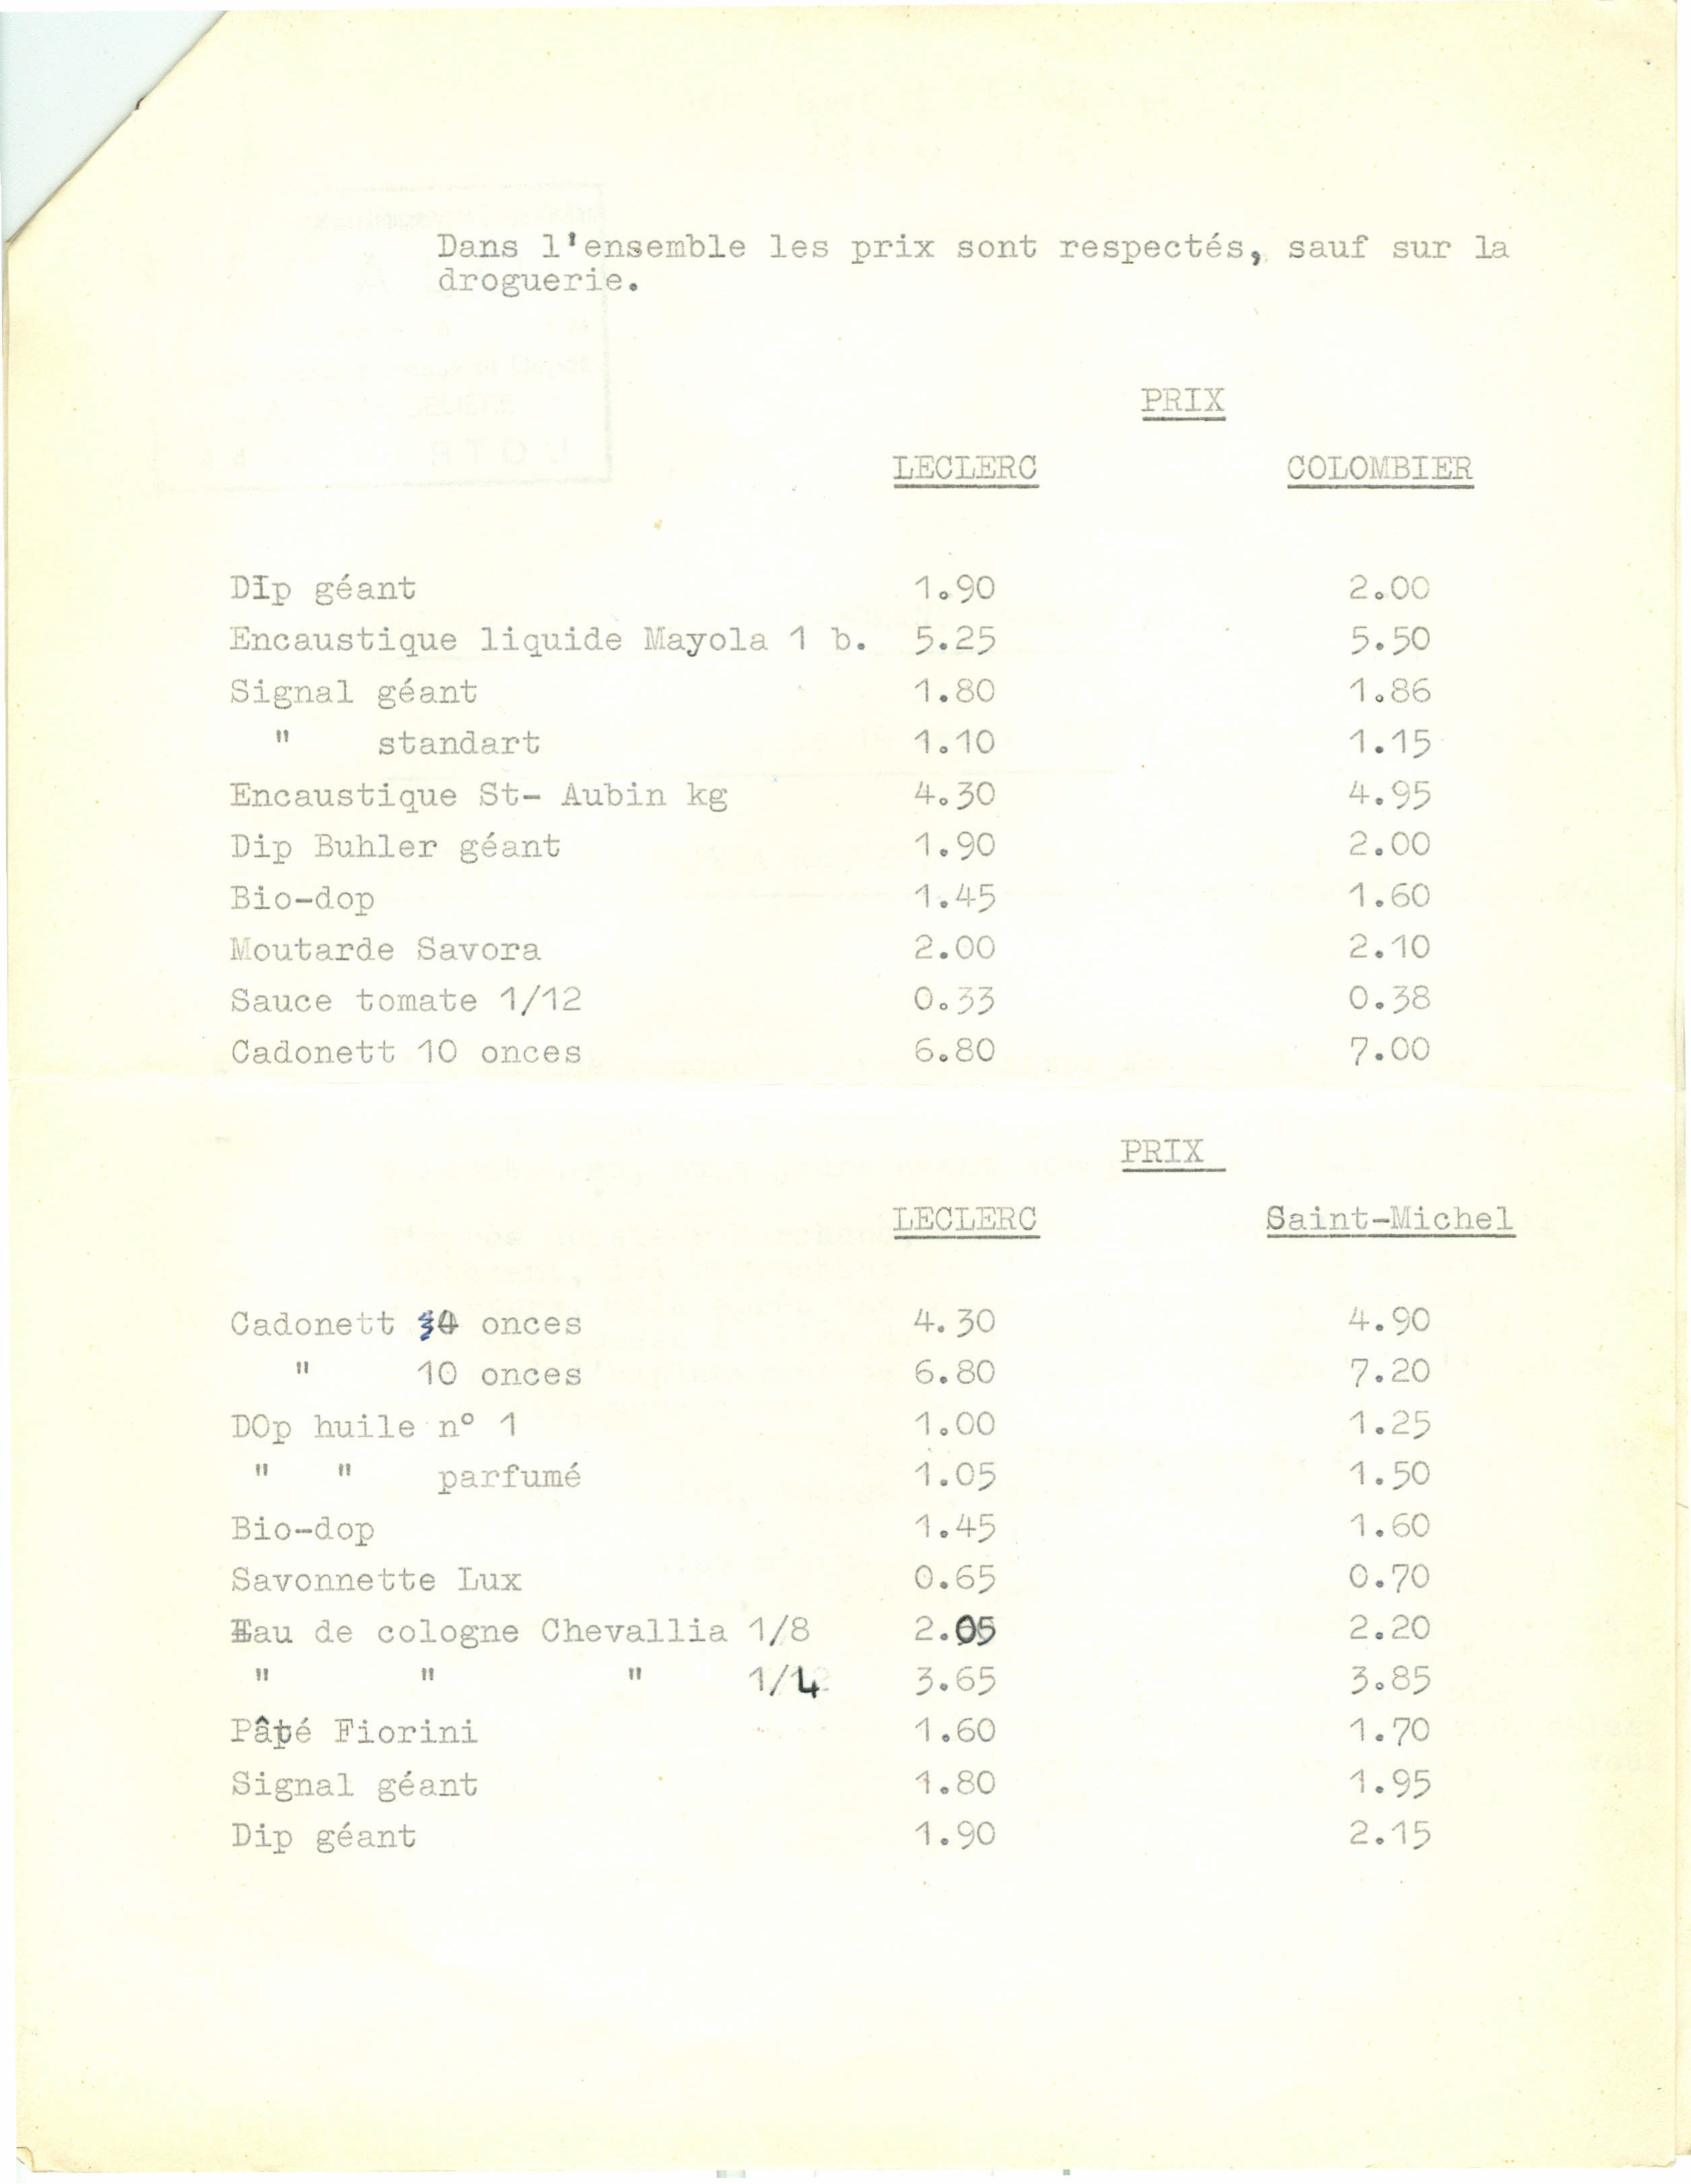 Dans l'ensemble les prix sont respectés, sauf sur la
droguerie.
PRIX
LECLERC COLOMBIER
DIp géant 1.90 2.00
Encaustique liquide Mayola 1 b. 5.25 5.50
Signal géant 1.80 1.86
" standart 1.10 1.15
Encaustique St- Aubin kg 4.30 4.95
Dip Buhler géant 1.90 2.00
Bio-dop 1.45 1.60
Moutarde Savora 2.00 2.10
Sauce tomate 1/12 0.33 0.38
Cadonett 10 onces 6.80 7.00
PRIX
LECLERC Saint-Michel
Cadonett onces 4.30 4.90
" 10 onces 6.80 7.20
DOp huile n° 1 1.00 1.25
" " parfumé 1.05 1.50
Bio-dop 1.45 1.60
Savonnette Lux 0.65 0.70
Eau de cologne Chevallia 1/8 2.05 2.20
" " " 1/4 3.65 3.85
Pâté Fiorini 1.60 1.70
Signal géant 1.80 1.95
Dip géant 1.90 2.15